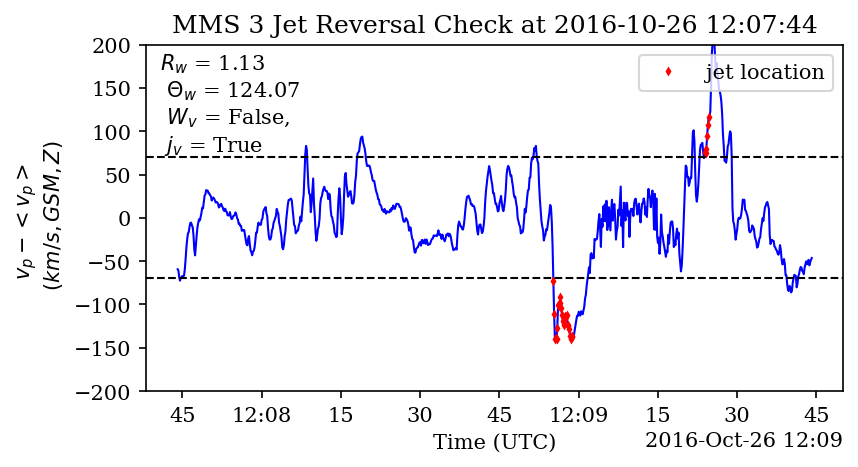 MMS 3 Jet Reversal Check at 2016-10-26 12:07:44
R_w = 1.13
Θ_w = 124.07
W_v = False,
j_v = True
jet location
200
150
100
50
0
−50
−100
−150
−200
v_p − < v_p >
(km/s, GSM, Z)
45 12:08 15 30 45 12:09 15 30 45
Time (UTC)
2016-Oct-26 12:09